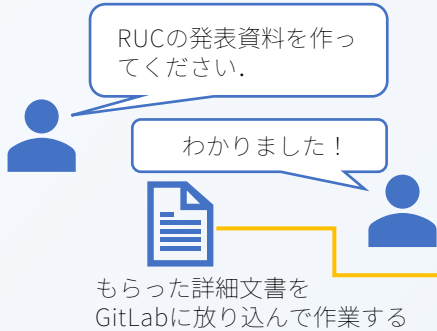 RUCの発表資料を作っ
てください.
わかりました！
もらった詳細文書を
GitLabに放り込んで作業する